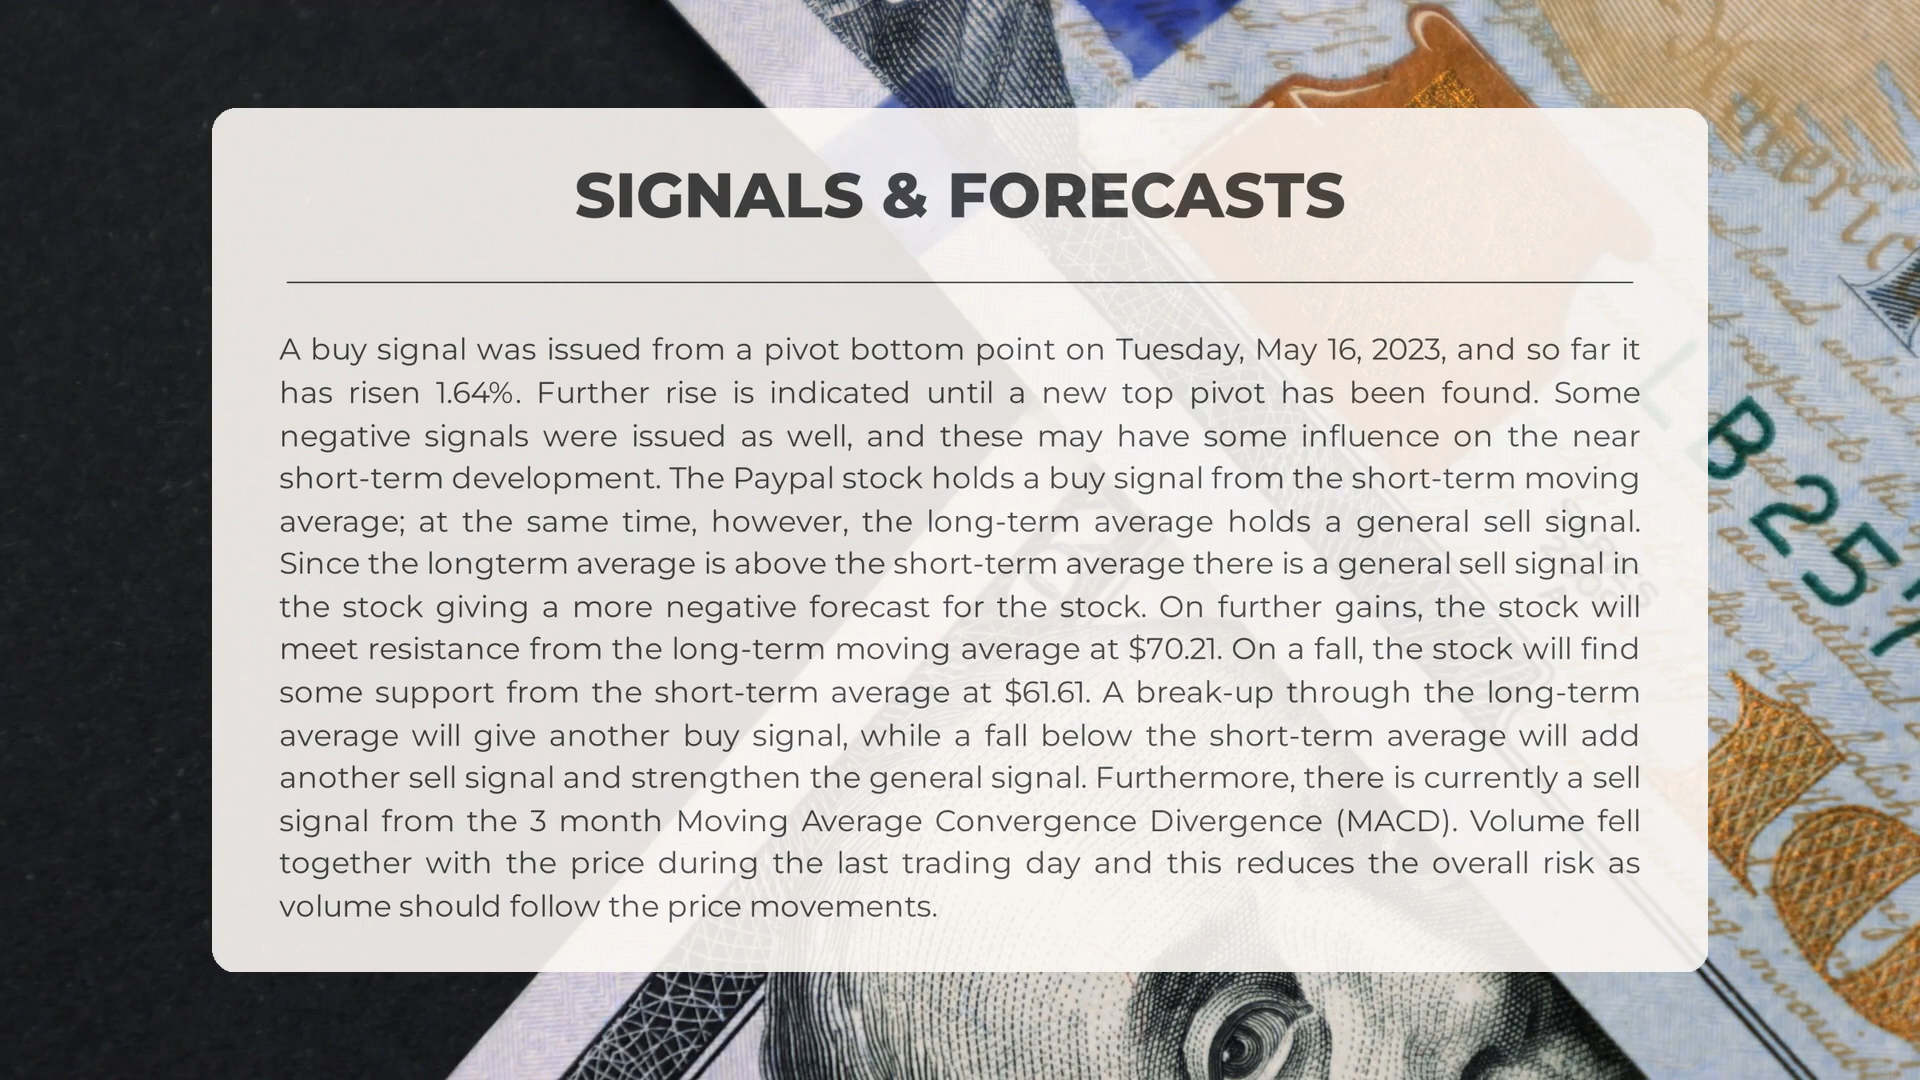 SIGNALS & FORECASTS
A buy signal was issued from a pivot bottom point on Tuesday, May 16, 2023, and so far it
has risen 1.64%. Further rise is indicated until a new top pivot has been found. Some
negative signals were issued as well, and these may have some influence on the near
short-term development. The Paypal stock holds a buy signal from the short-term moving
average; at the same time, however, the long-term average holds a general sell signal.
Since the longterm average is above the short-term average there is a general sell signal in
the stock giving a more negative forecast for the stock. On further gains, the stock will
meet resistance from the long-term moving average at $70.21. On a fall, the stock will find
some support from the short-term average at $61.61. A break-up through the long-term
average will give another buy signal, while a fall below the short-term average will add
another sell signal and strengthen the general signal. Furthermore, there is currently a sell
signal from the 3 month Moving Average Convergence Divergence (MACD). Volume fell
together with the price during the last trading day and this reduces the overall risk as
volume should follow the price movements.